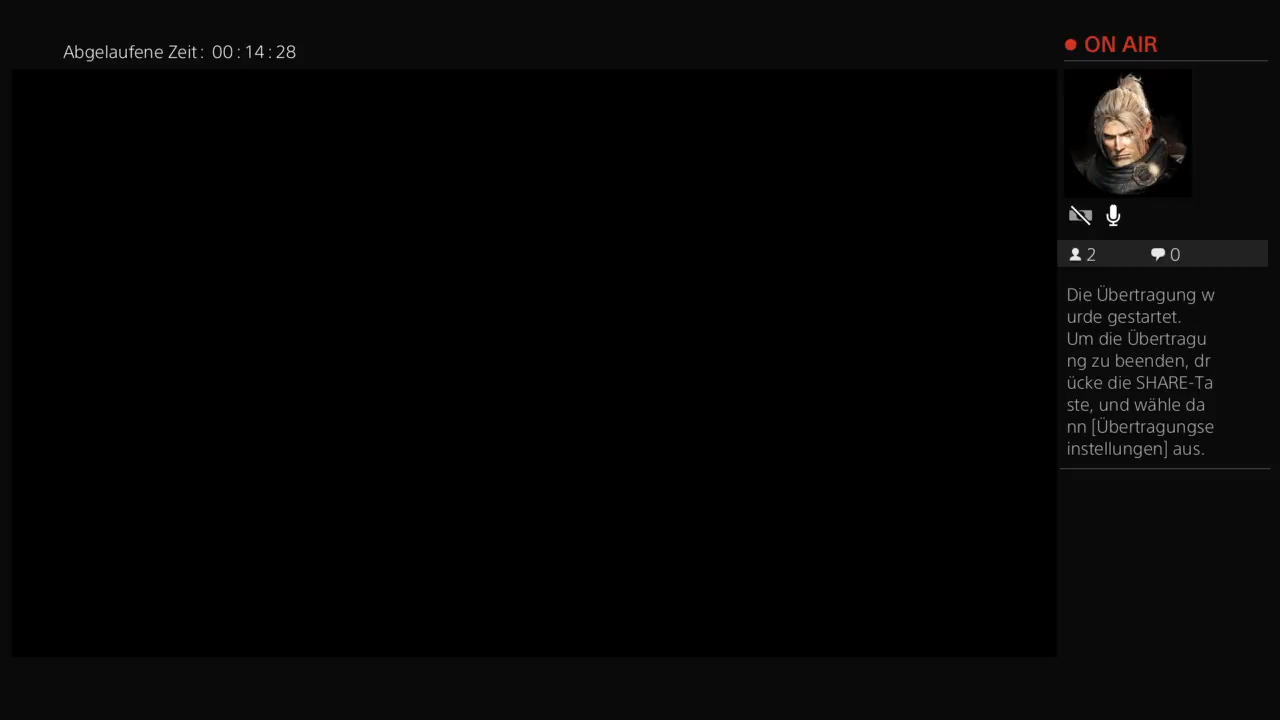 Abgelaufene Zeit: 00:14:28
ON AIR
2 0
Die Übertragung w
urde gestartet.
Um die Übertragu
ng zu beenden, dr
ücke die SHARE-Ta
ste, und wähle da
nn [Übertragungse
instellungen] aus.